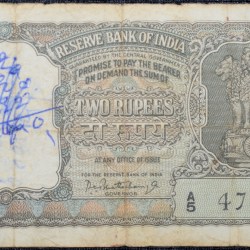 RESERVE BANK OF INDIA
GUARANTEED BY THE CENTRAL GOVERNMENT
I PROMISE TO PAY THE BEARER
ON DEMAND THE SUM OF
TWO RUPEES
दो रुपये
AT ANY OFFICE OF ISSUE
FOR THE RESERVE BANK OF INDIA
GOVERNOR
A/5 47